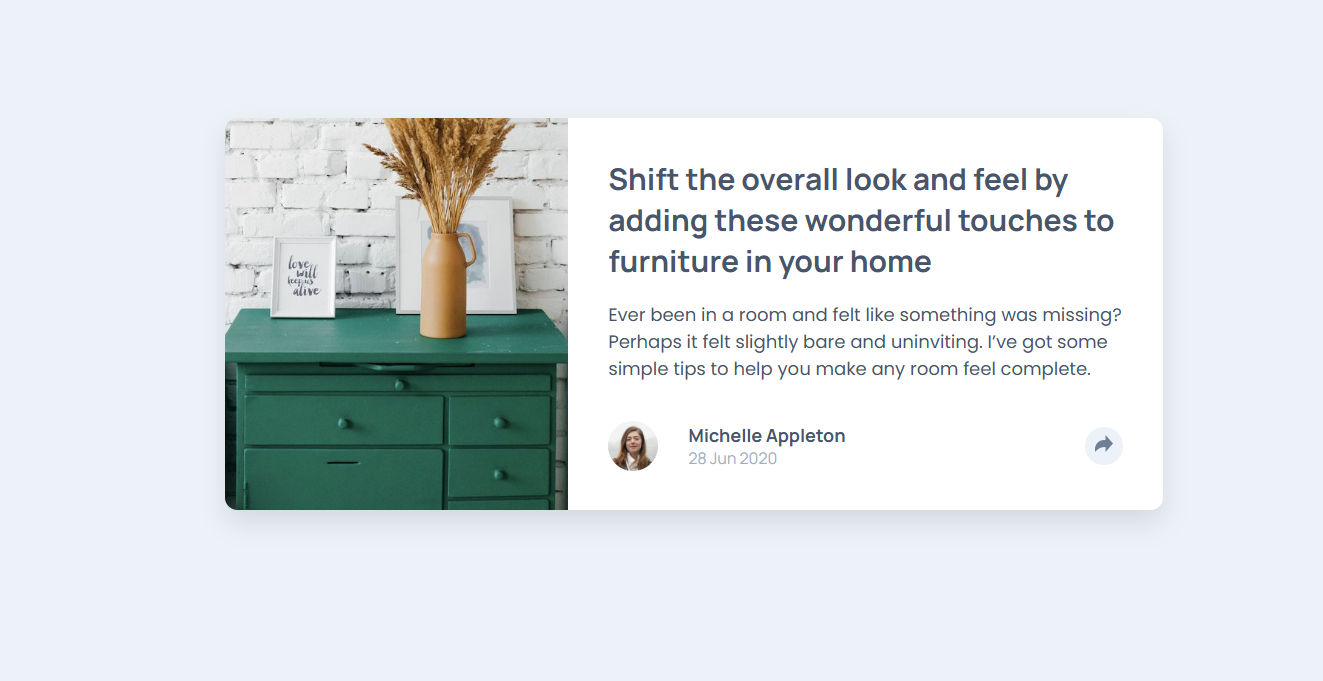 love
will
keep us
alive
Shift the overall look and feel by
adding these wonderful touches to
furniture in your home
Ever been in a room and felt like something was missing?
Perhaps it felt slightly bare and uninviting. I’ve got some
simple tips to help you make any room feel complete.
Michelle Appleton
28 Jun 2020